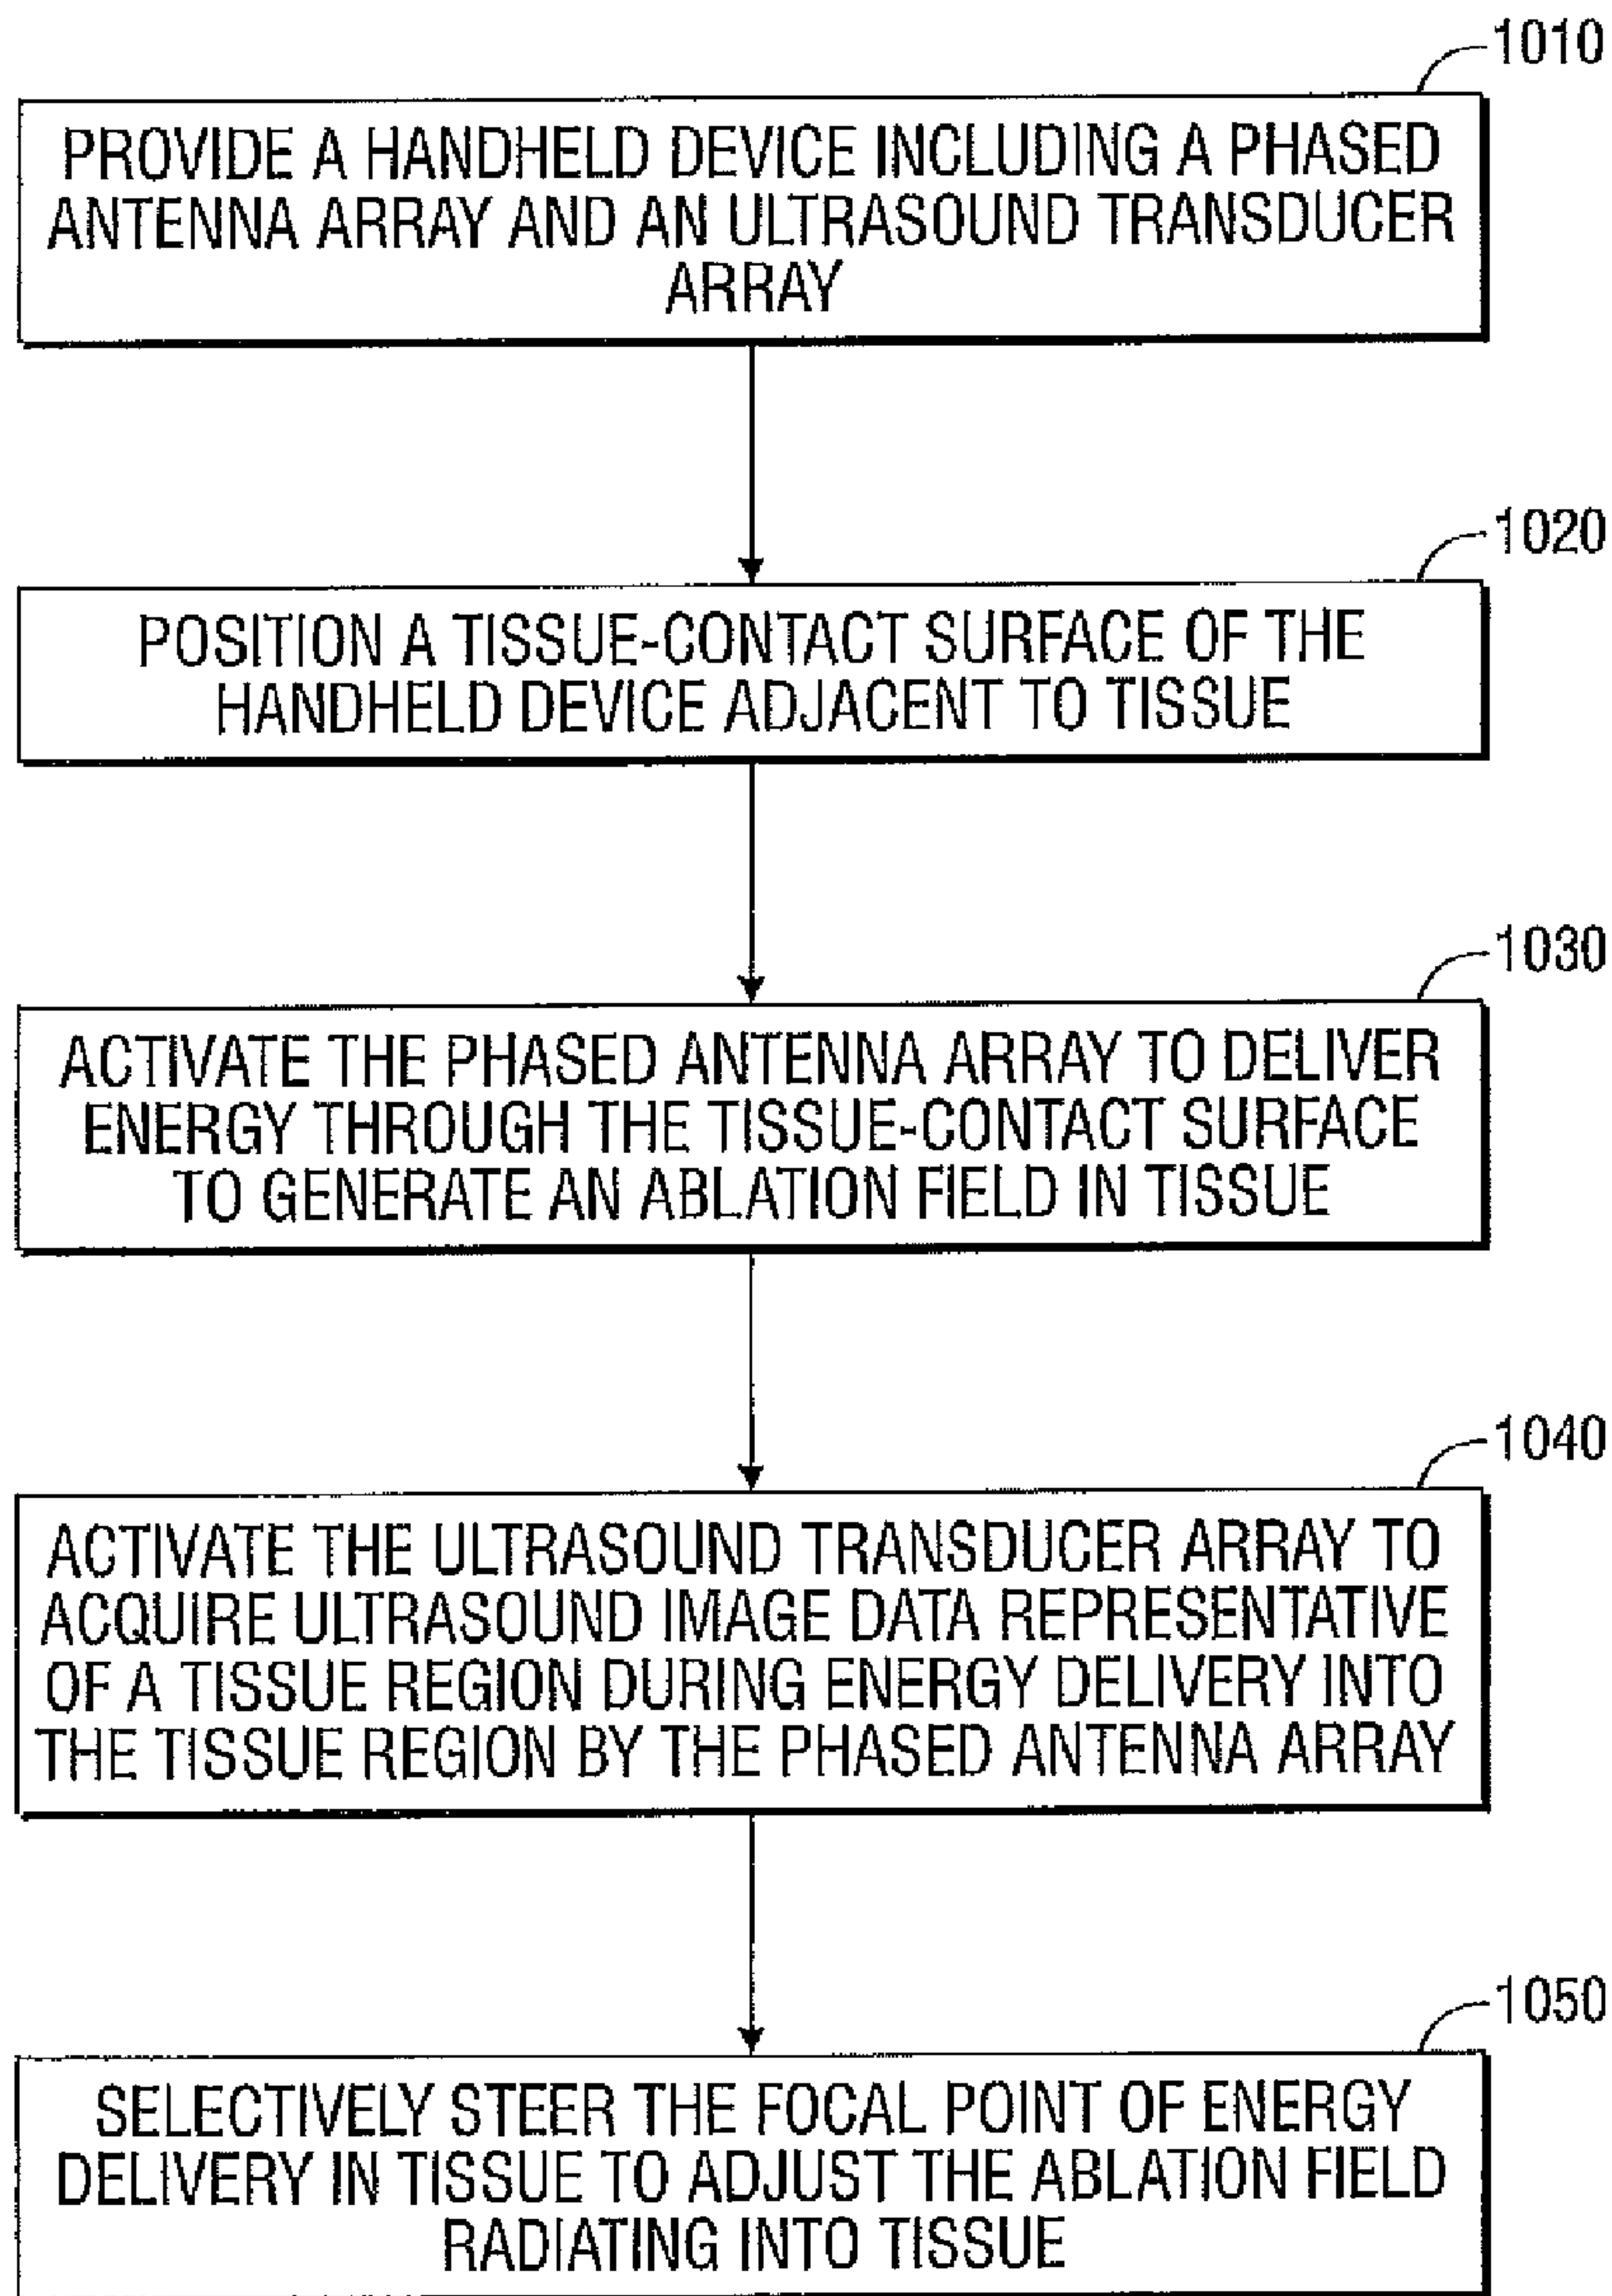 1010
PROVIDE A HANDHELD DEVICE INCLUDING A PHASED
ANTENNA ARRAY AND AN ULTRASOUND TRANSDUCER
ARRAY
1020
POSITION A TISSUE-CONTACT SURFACE OF THE
HANDHELD DEVICE ADJACENT TO TISSUE
1030
ACTIVATE THE PHASED ANTENNA ARRAY TO DELIVER
ENERGY THROUGH THE TISSUE-CONTACT SURFACE
TO GENERATE AN ABLATION FIELD IN TISSUE
1040
ACTIVATE THE ULTRASOUND TRANSDUCER ARRAY TO
ACQUIRE ULTRASOUND IMAGE DATA REPRESENTATIVE
OF A TISSUE REGION DURING ENERGY DELIVERY INTO
THE TISSUE REGION BY THE PHASED ANTENNA ARRAY
1050
SELECTIVELY STEER THE FOCAL POINT OF ENERGY
DELIVERY IN TISSUE TO ADJUST THE ABLATION FIELD
RADIATING INTO TISSUE